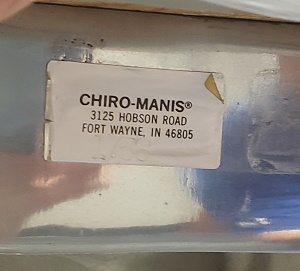 CHIRO-MANIS®
3125 HOBSON ROAD
FORT WAYNE, IN 46805